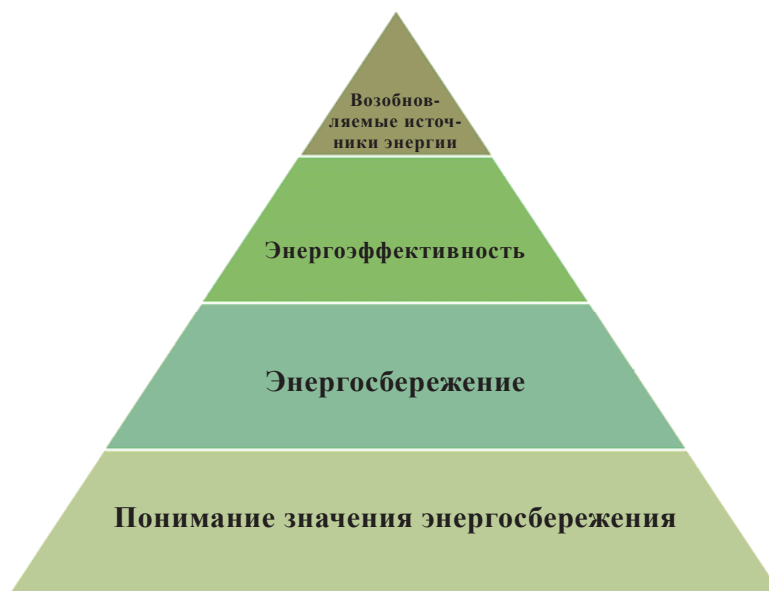 Возобнов-
ляемые источ-
ники энергии
Энергоэффективность
Энергосбережение
Понимание значения энергосбережения